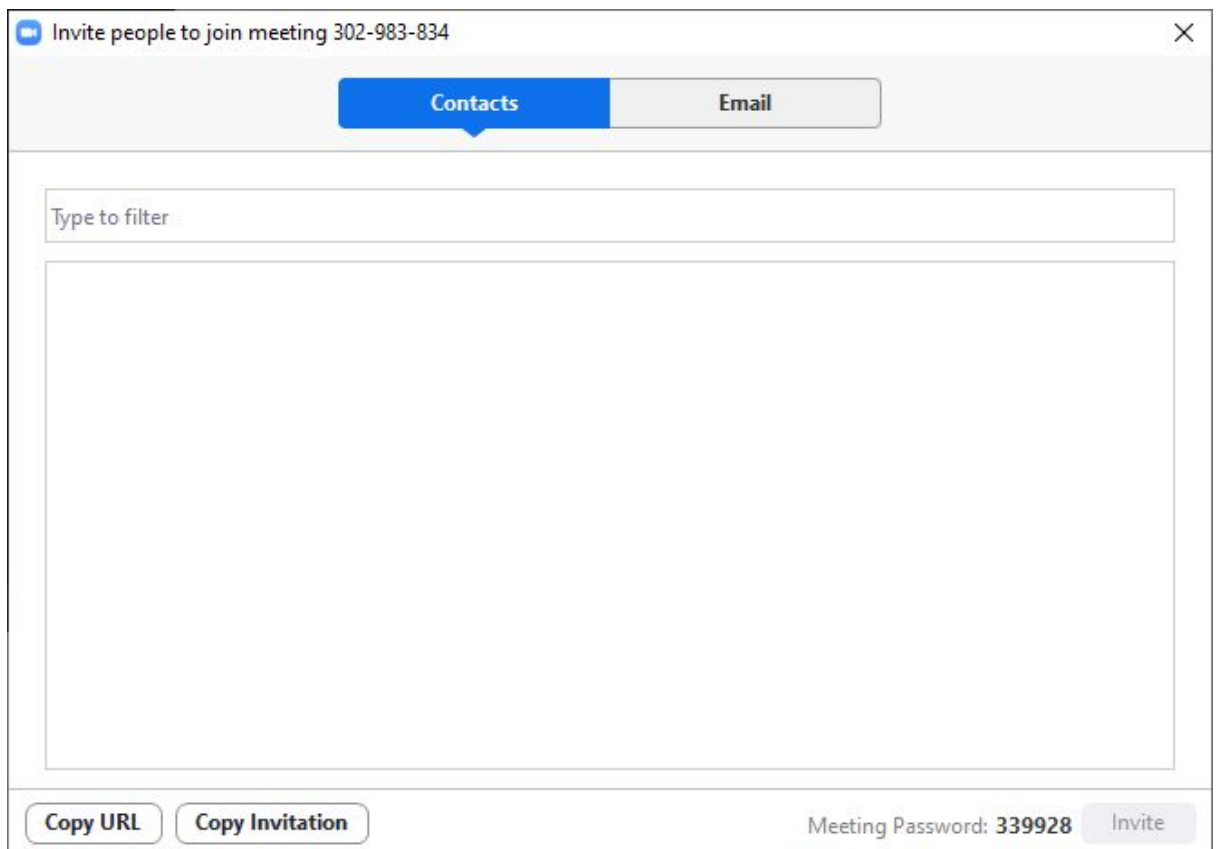 Invite people to join meeting 302-983-834
Contacts Email
Type to filter
Copy URL Copy Invitation Meeting Password: 339928 Invite